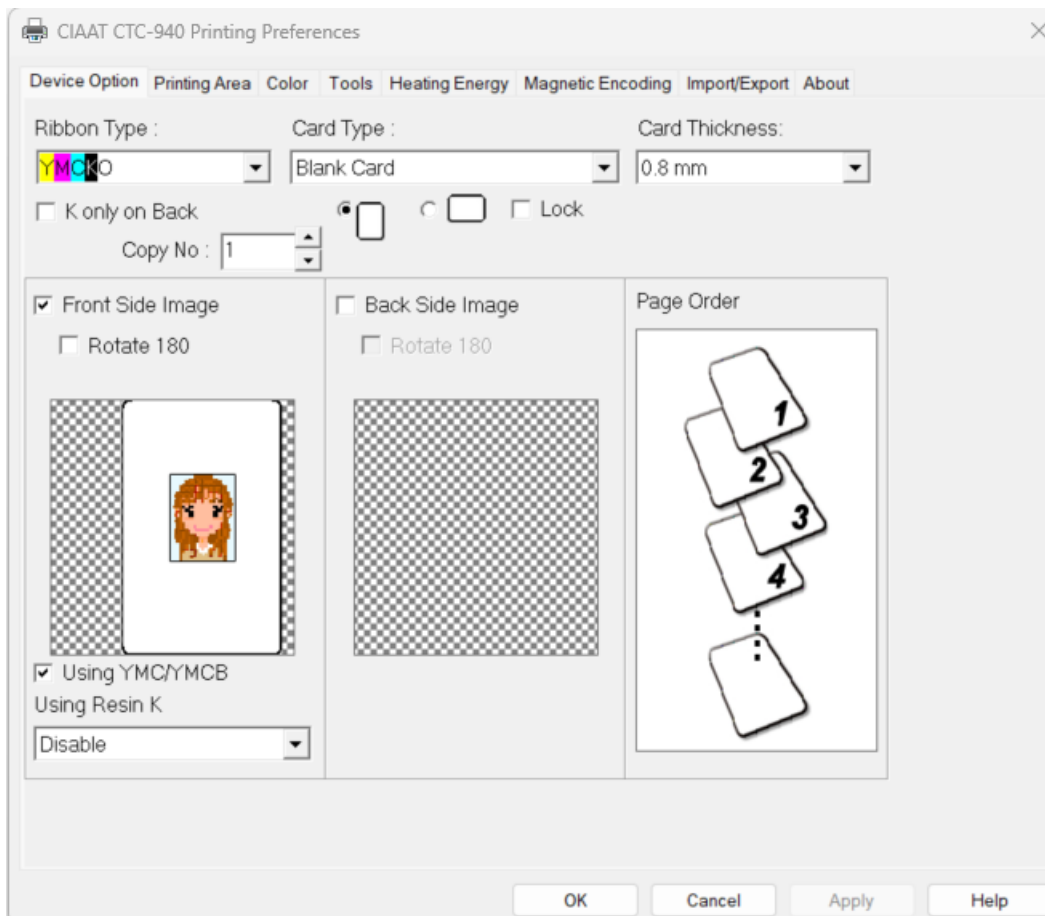 CIAAT CTC-940 Printing Preferences
Device Option Printing Area Color Tools Heating Energy Magnetic Encoding Import/Export About
Ribbon Type : Card Type : Card Thickness:
YMCKO Blank Card 0.8 mm
K only on Back Lock
Copy No : 1
Front Side Image Back Side Image Page Order
Rotate 180 Rotate 180
1
2
3
4
Using YMC/YMCB
Using Resin K
Disable
OK Cancel Apply Help